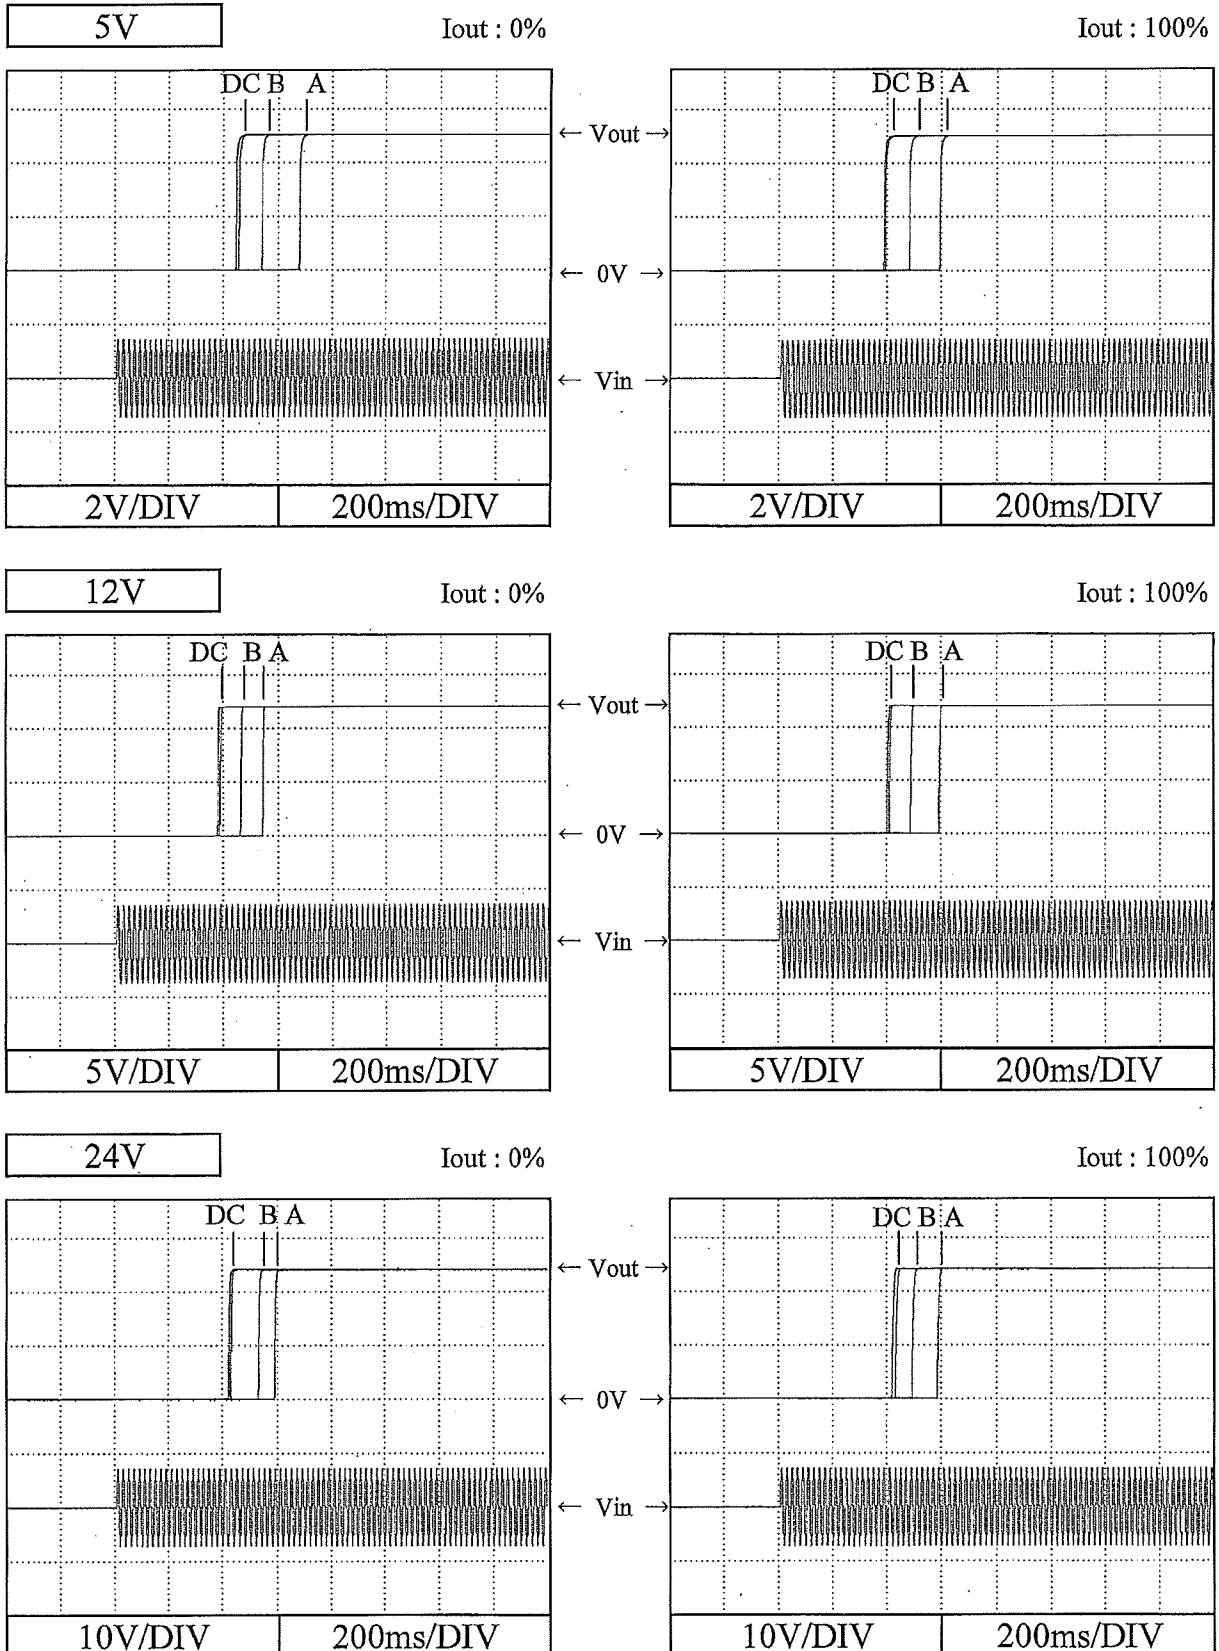 5V
Iout : 0%
Iout : 100%
DC B A
DC B A
← Vout →
← 0V →
← Vin →
2V/DIV 200ms/DIV
2V/DIV 200ms/DIV
12V
Iout : 0%
Iout : 100%
DC B A
DC B A
← Vout →
← 0V →
← Vin →
5V/DIV 200ms/DIV
5V/DIV 200ms/DIV
24V
Iout : 0%
Iout : 100%
DC B A
DC B A
← Vout →
← 0V →
← Vin →
10V/DIV 200ms/DIV
10V/DIV 200ms/DIV